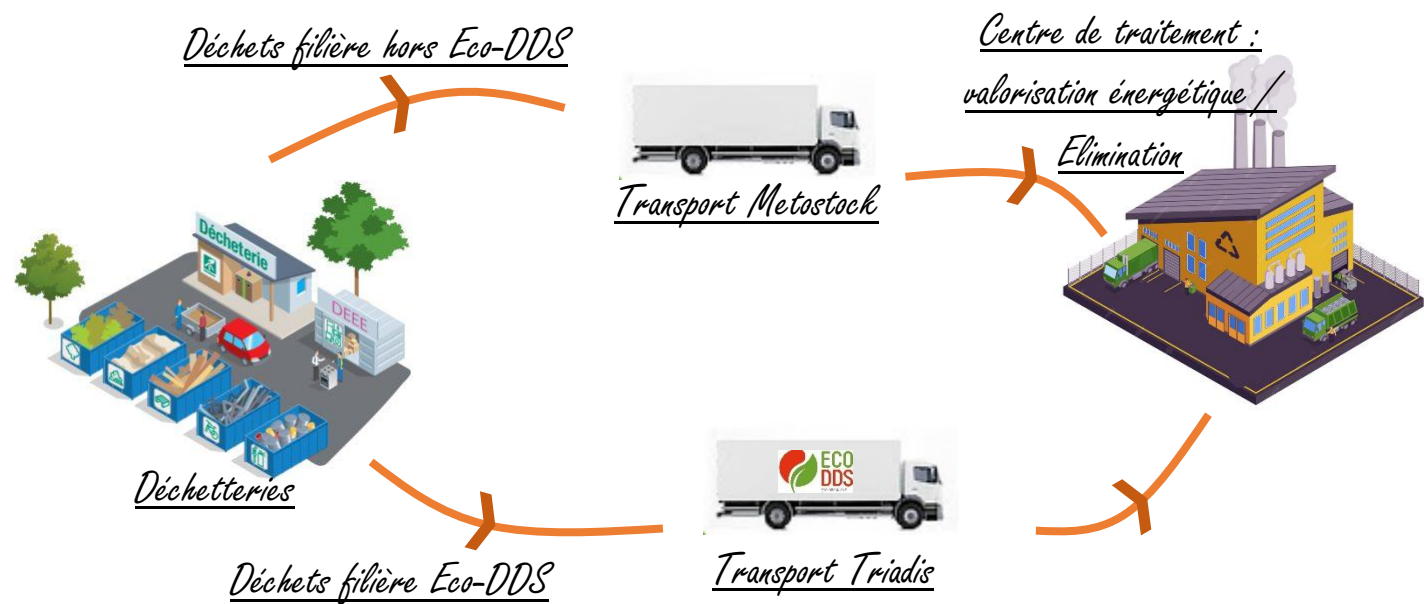 Déchets filière hors Eco-DDS
Centre de traitement :
valorisation énergétique /
Elimination
Transport Metostock
Décheterie
DEEE
Déchetteries
ECO
DDS
Déchets filière Eco-DDS
Transport Triadis